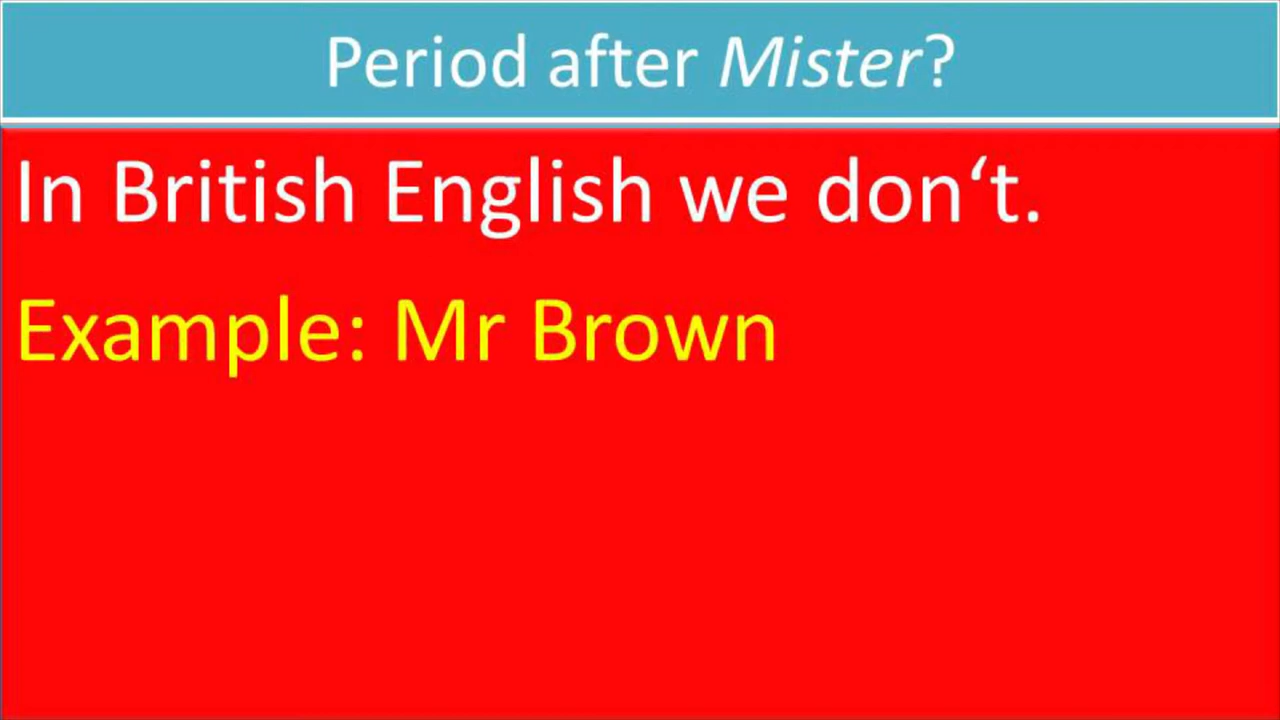 Period after Mister?
In British English we don‘t.
Example: Mr Brown